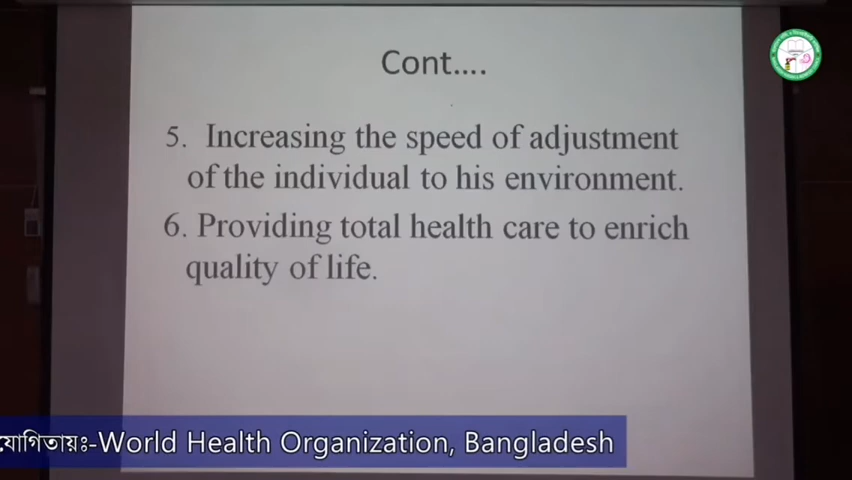 Cont....
5. Increasing the speed of adjustment
of the individual to his environment.
6. Providing total health care to enrich
quality of life.
যোগিতায়ঃ-World Health Organization, Bangladesh